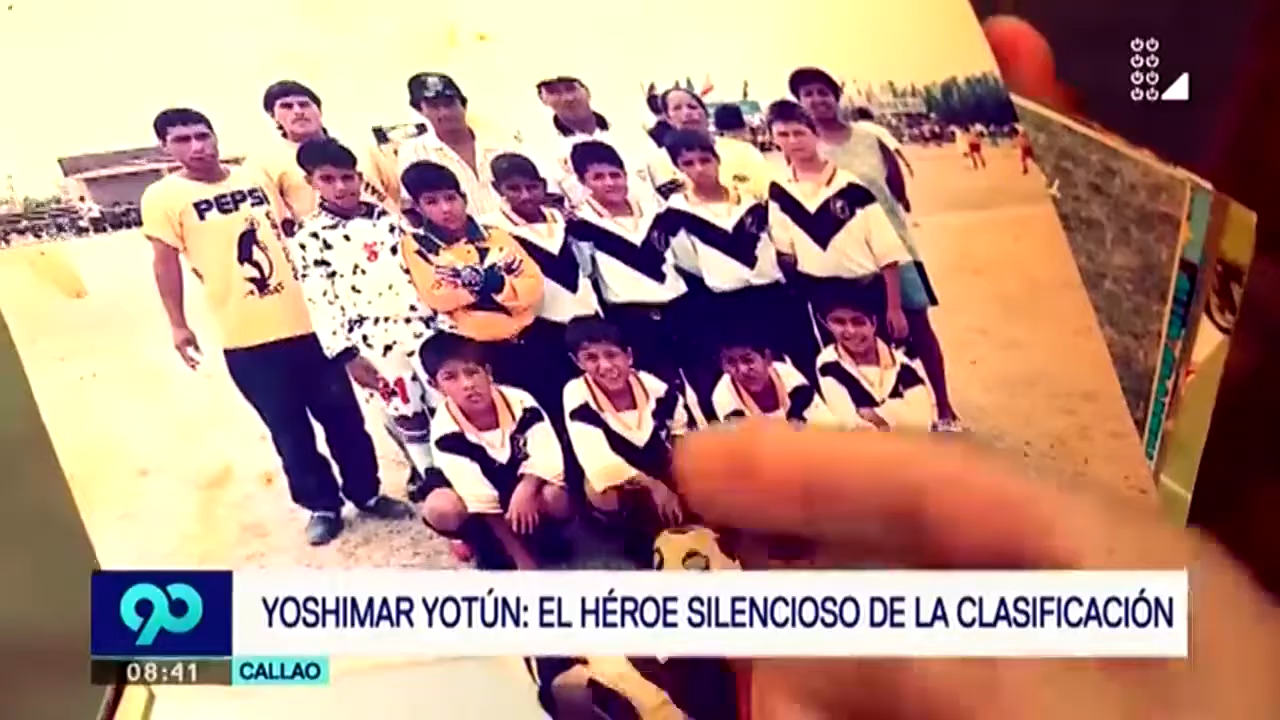 PEPSI
90
YOSHIMAR YOTÚN: EL HÉROE SILENCIOSO DE LA CLASIFICACIÓN
08:41
CALLAO